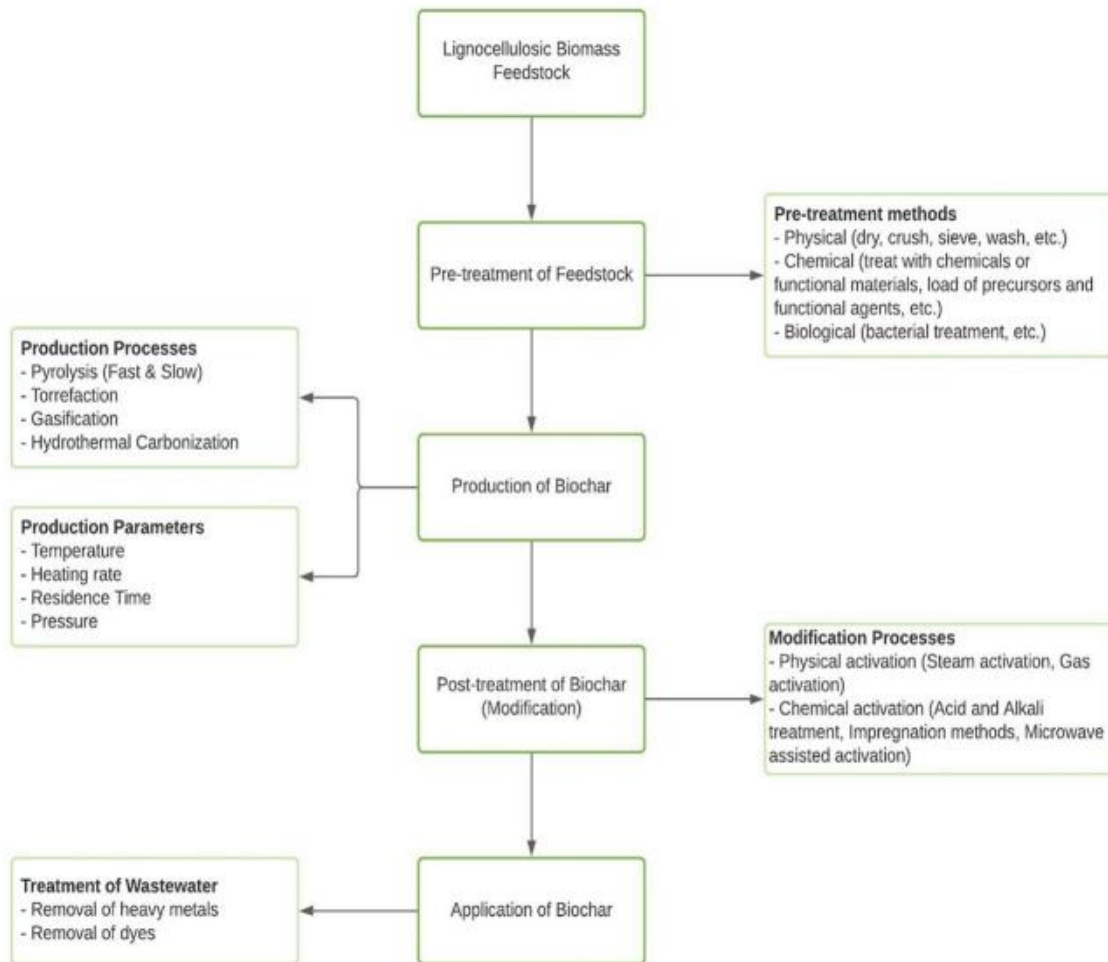 Lignocellulosic Biomass
Feedstock
Pre-treatment of Feedstock
Pre-treatment methods
- Physical (dry, crush, sieve, wash, etc.)
- Chemical (treat with chemicals or
functional materials, load of precursors and
functional agents, etc.)
- Biological (bacterial treatment, etc.)
Production Processes
- Pyrolysis (Fast & Slow)
- Torrefaction
- Gasification
- Hydrothermal Carbonization
Production of Biochar
Production Parameters
- Temperature
- Heating rate
- Residence Time
- Pressure
Post-treatment of Biochar
(Modification)
Modification Processes
- Physical activation (Steam activation, Gas
activation)
- Chemical activation (Acid and Alkali
treatment, Impregnation methods, Microwave
assisted activation)
Treatment of Wastewater
- Removal of heavy metals
- Removal of dyes
Application of Biochar